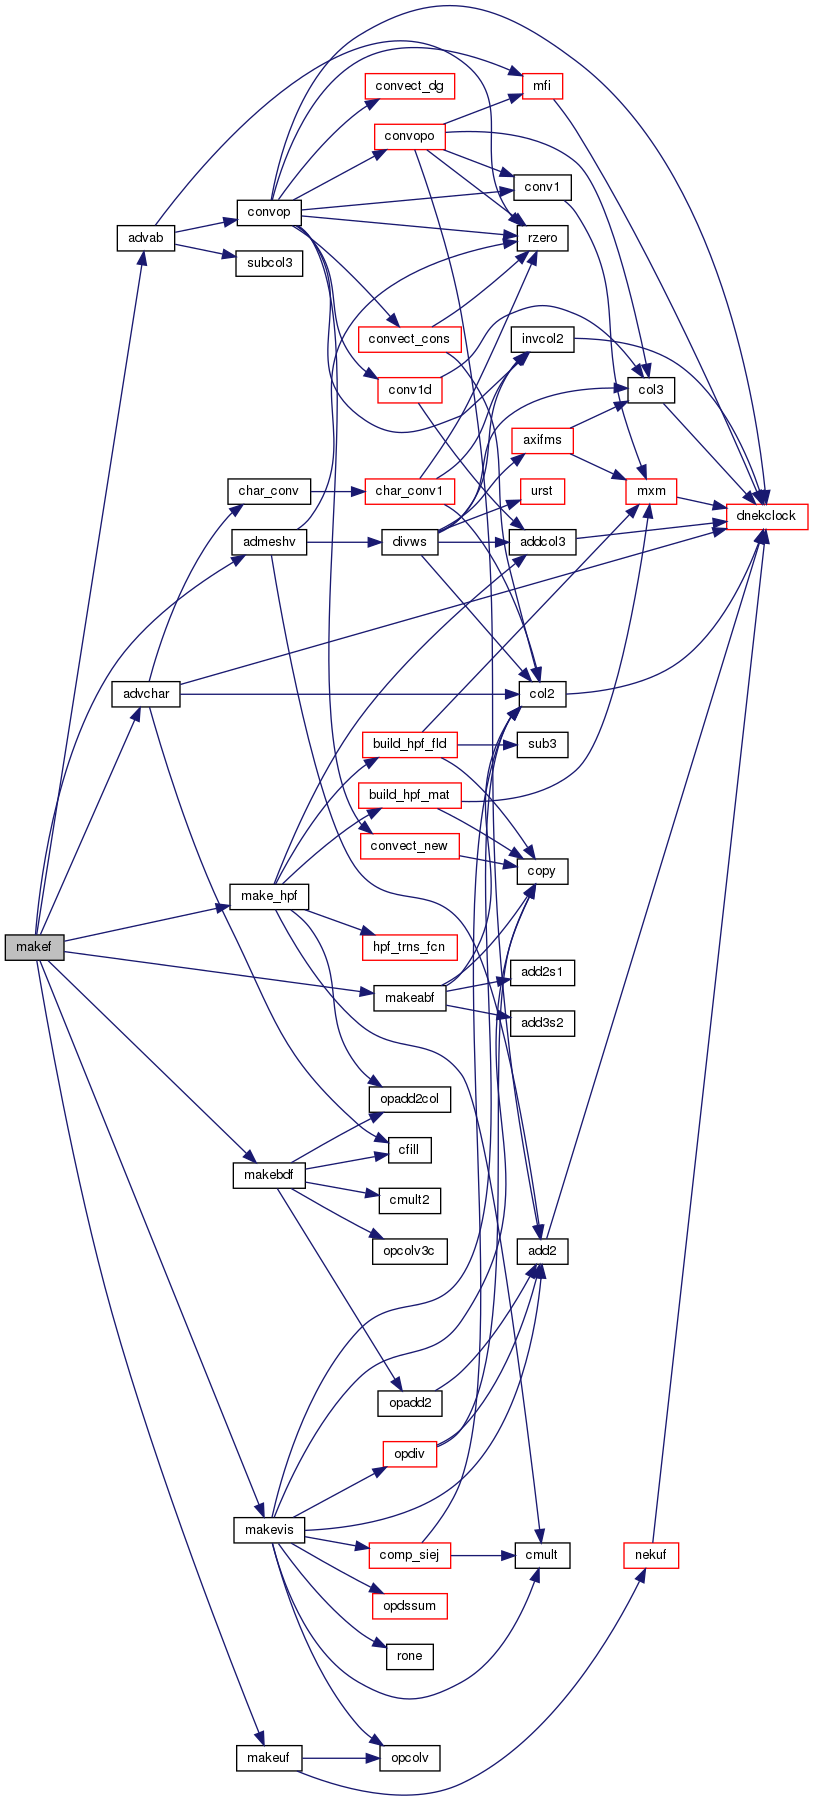 mfi
convect_dg
convopo
conv1
convop
rzero
advab
subcol3
convect_cons
invcol2
conv1d
col3
axifms
char_conv
char_conv1
urst
mxm
dnekclock
admeshv
divws
addcol3
advchar
col2
build_hpf_fld
sub3
build_hpf_mat
convect_new
copy
make_hpf
makef
hpf_trns_fcn
add2s1
makeabf
add3s2
opadd2col
cfill
makebdf
cmult2
opcolv3c
add2
opadd2
opdiv
makevis
comp_siej
cmult
nekuf
opdssum
rone
makeuf
opcolv